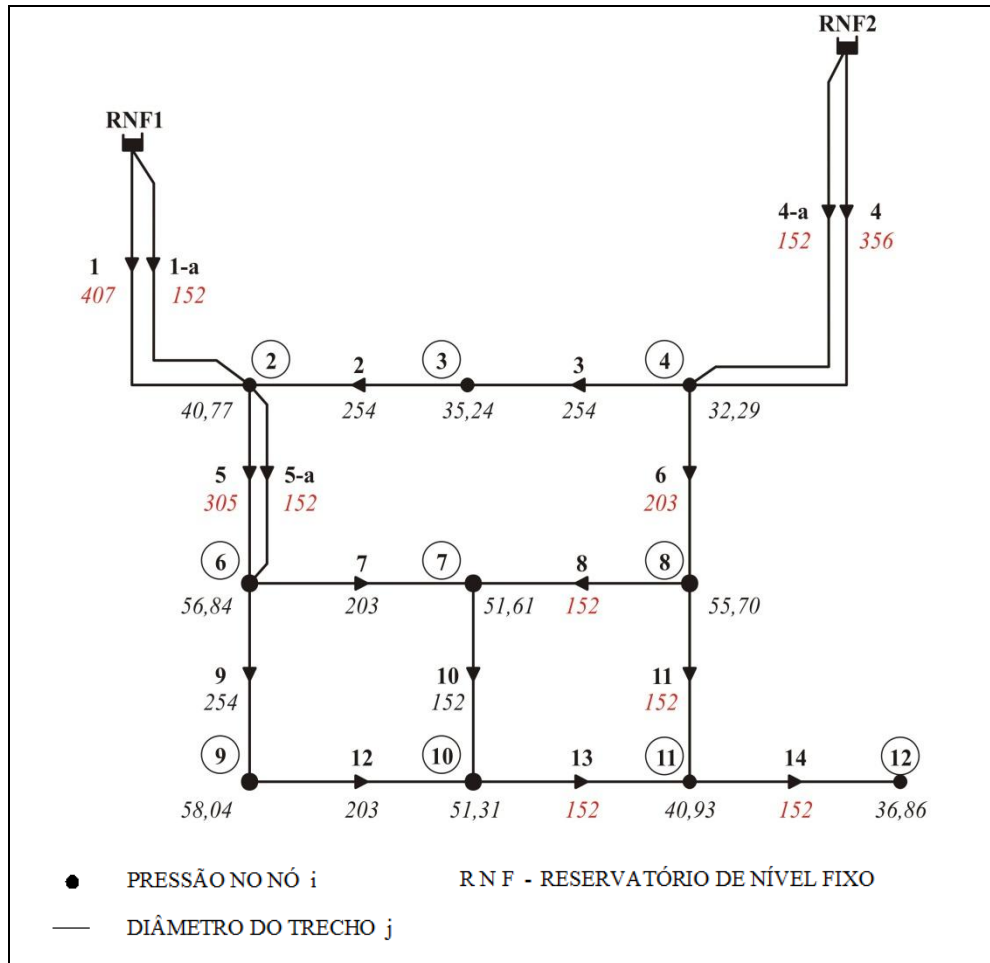 RNF2
RNF1
4-a 4
152 356
1 1-a
407 152
2 2 3 3 4
40,77 254 35,24 254 32,29
5 5-a 6
305 152 203
6 7 7 8 8
56,84 203 51,61 152 55,70
9 10 11
254 152 152
9 12 10 13 11 14 12
58,04 203 51,31 152 40,93 152 36,86
PRESSÃO NO NÓ i R N F - RESERVATÓRIO DE NÍVEL FIXO
DIÂMETRO DO TRECHO j